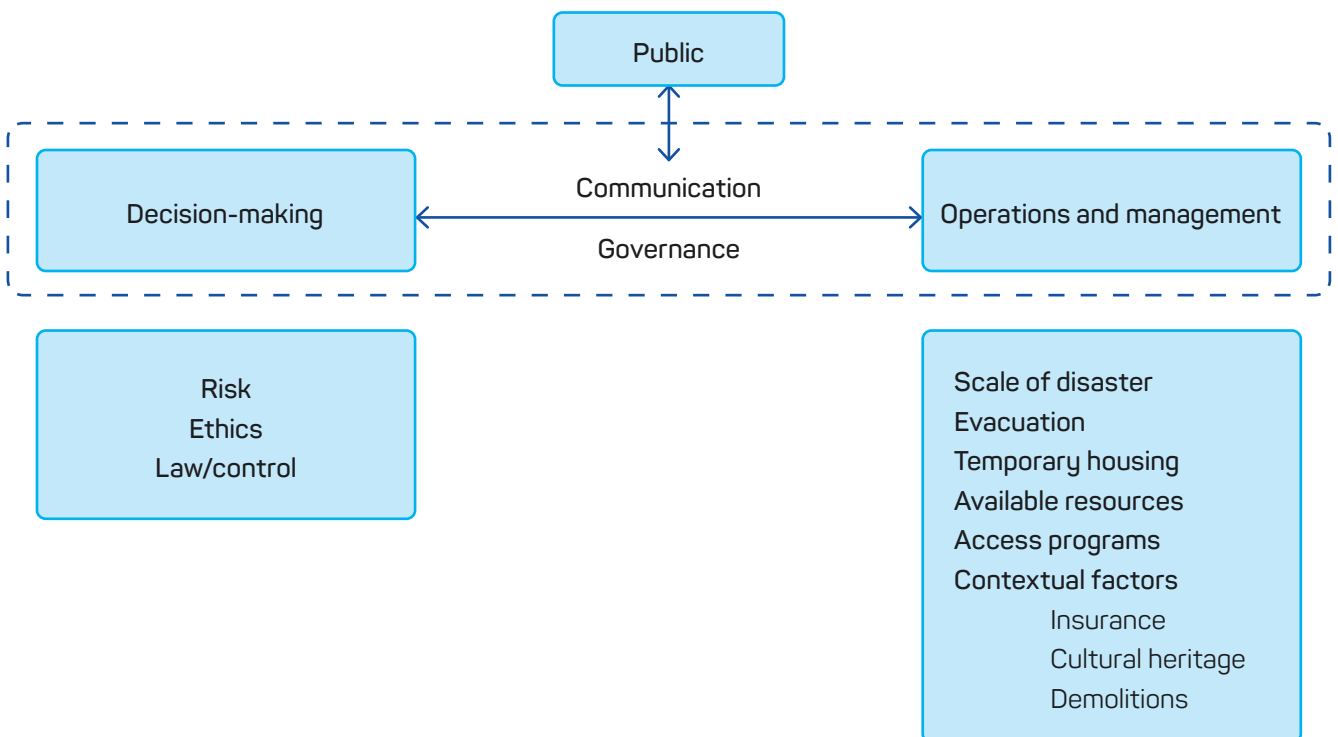 Public
Decision-making
Communication
Governance
Operations and management
Risk
Ethics
Law/control
Scale of disaster
Evacuation
Temporary housing
Available resources
Access programs
Contextual factors
Insurance
Cultural heritage
Demolitions